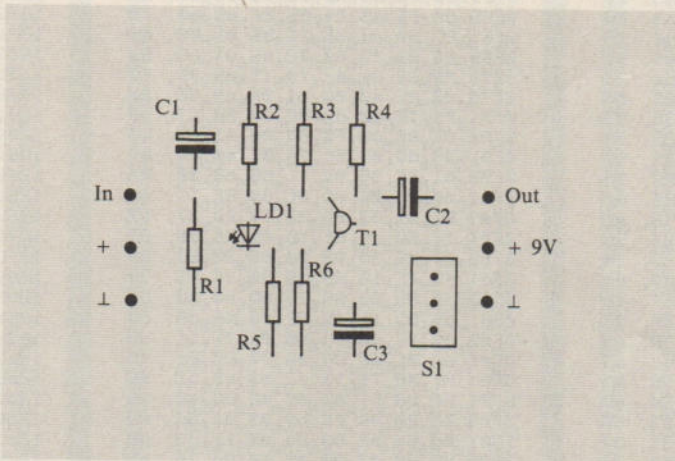 C1
R2
R3
R4
In
LD1
T1
C2
Out
+
+ 9V
R1
R6
⊥
⊥
R5
C3
S1